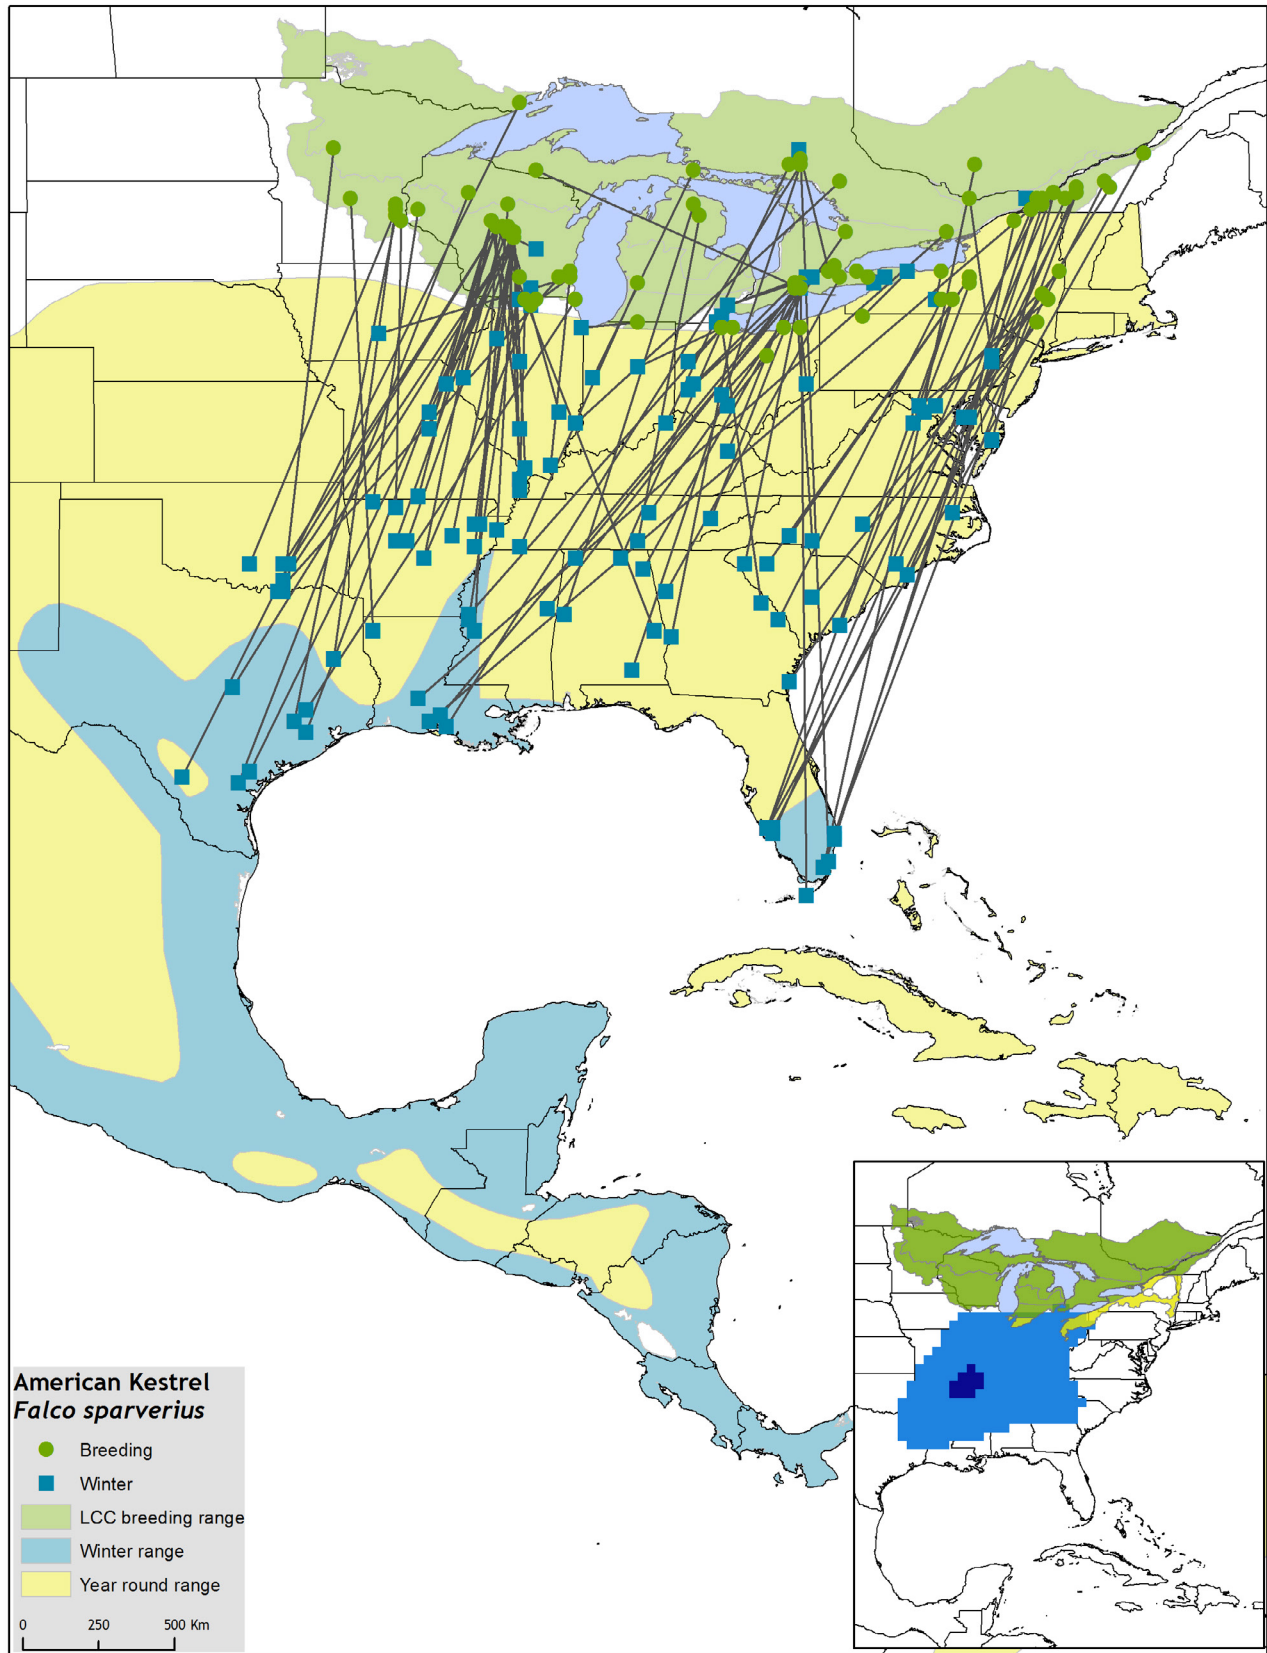 American Kestrel
Falco sparverius
Breeding
Winter
LCC breeding range
Winter range
Year round range
0 250 500 Km